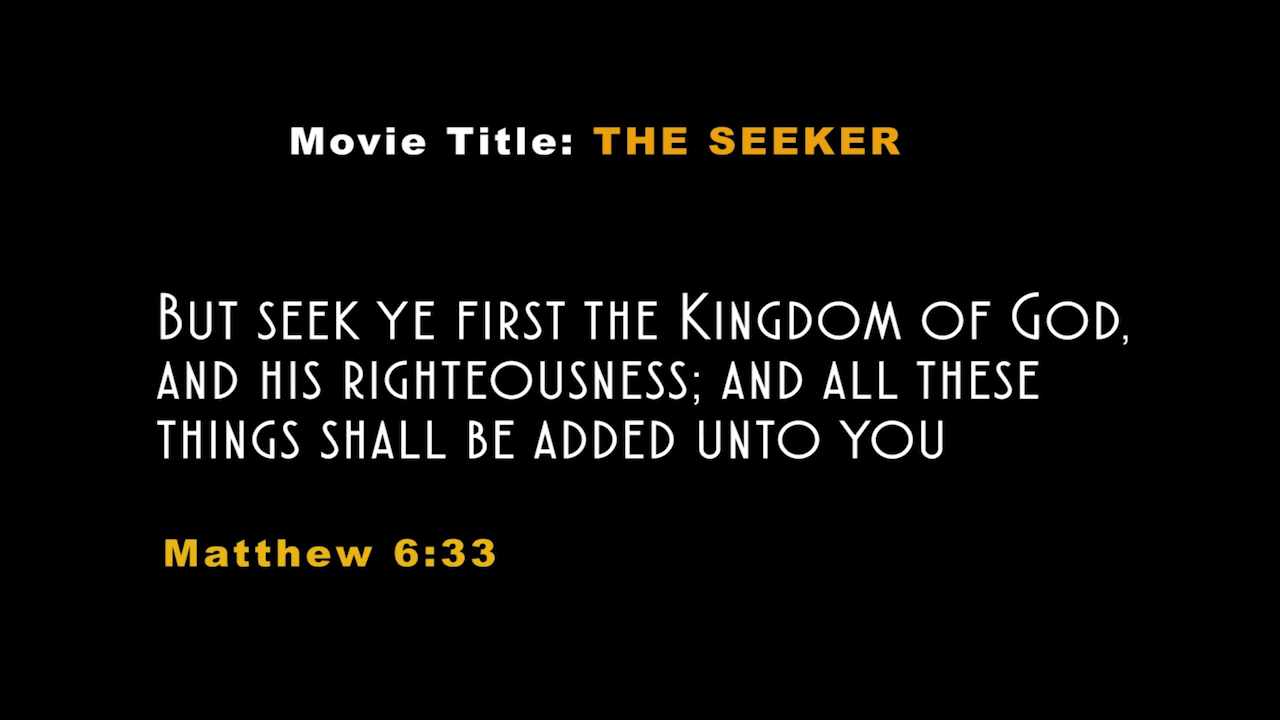 Movie Title: THE SEEKER
But seek ye first the Kingdom of God,
and his righteousness; and all these
things shall be added unto you
Matthew 6:33